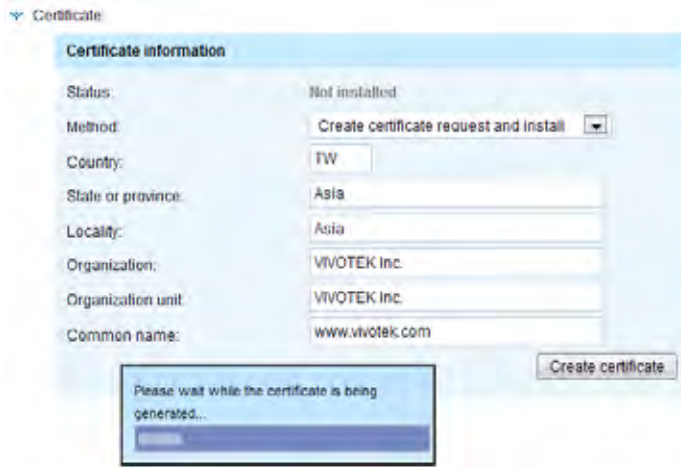 Certificate
Certificate information
Status: Not installed
Method: Create certificate request and install
Country: TW
State or province: Asia
Locality: Asia
Organization: VIVOTEK Inc.
Organization unit: VIVOTEK Inc.
Common name: www.vivotek.com
Create certificate
Please wait while the certificate is being
generated...